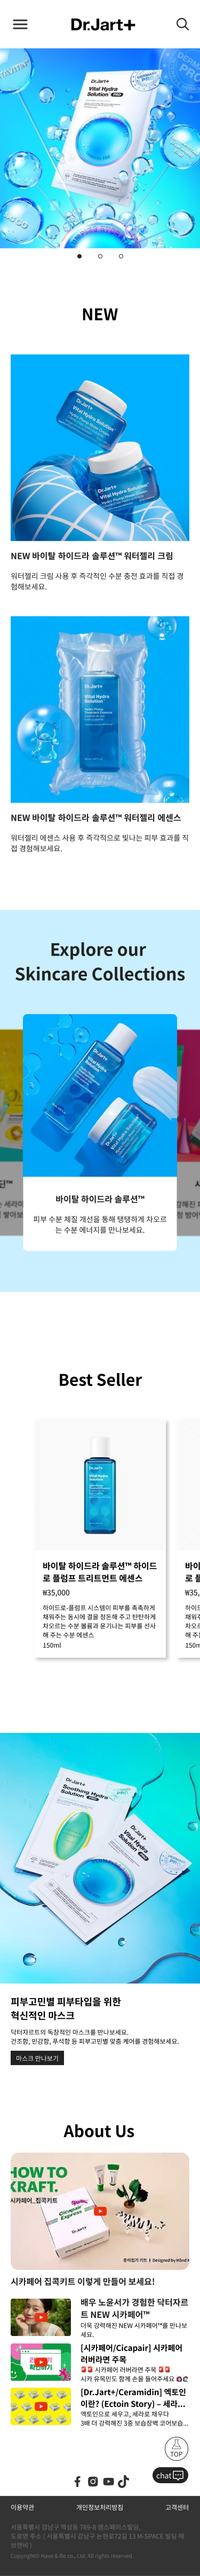 Dr.Jart+
Dr.Jart+
Vital Hydra
Solution
PRO
NEW
Dr.Jart+
Vital Hydra Solution™
Dr.Jart+
Vital Hydra Solution™
NEW 바이탈 하이드라 솔루션™ 워터젤리 크림
워터젤리 크림 사용 후 즉각적인 수분 충전 효과를 직접 경
험해보세요.
Dr.Jart+
Vital Hydra
Solution™
NEW 바이탈 하이드라 솔루션™ 워터젤리 에센스
워터젤리 에센스 사용 후 즉각적으로 빛나는 피부 효과를 직
접 경험해보세요.
Explore our
Skincare Collections
바이탈 하이드라 솔루션™
피부 수분 체질 개선을 통해 탱탱하게 차오르
는 수분 에너지를 만나보세요.
Best Seller
바이탈 하이드라 솔루션™ 하이드
로 플럼프 트리트먼트 에센스
₩35,000
하이드로-플럼프 시스템이 피부를 촉촉하게
채워주는 동시에 결을 정돈해 주고 탄탄하게
차오르는 수분 볼륨과 윤기나는 피부를 선사
해 주는 수분 에센스
150ml
Dr.Jart+
Soothing Hydra
Solution
Dr.Jart+
Vital Hydra
Solution
피부고민별 피부타입을 위한
혁신적인 마스크
닥터자르트의 독창적인 마스크를 만나보세요.
건조함, 민감함, 푸석함 등 피부고민별 맞춤 케어를 경험해보세요.
마스크 만나보기
About Us
HOW TO
KRAFT.
시카페어_집콕키트
시카페어 집콕키트 이렇게 만들어 보세요!
배우 노윤서가 경험한 닥터자르
트의 NEW 시카페어™
더욱 강력해진 NEW 시카페어™를 만나보
세요.
[시카페어/Cicapair] 시카페어
러버라면 주목
🚨🚨 시카페어 러버라면 주목 🚨🚨
시카 유목민도 함께 손을 들어주세요
[Dr.Jart+/Ceramidin] 엑토인
이란? (Ectoin Story) – 세라...
엑토인으로 세우고, 세라로 채우다
3배 더 강력해진 3중 보습장벽 코어보습...
TOP
chat
이용약관
개인정보처리방침
고객센터